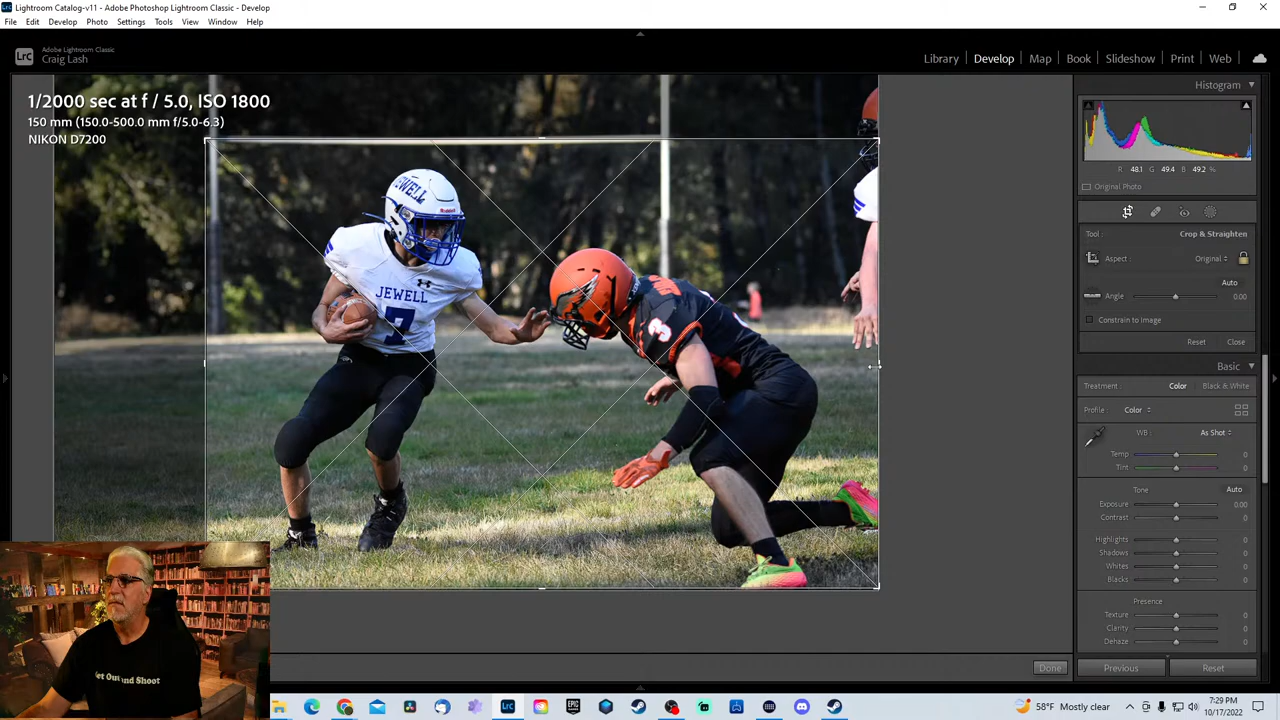 Lightroom Catalog-v11 - Adobe Photoshop Lightroom Classic - Develop
File Edit Develop Photo Settings Tools View Window Help
Lrc
Adobe Lightroom Classic
Craig Lash
Library Develop Map Book Slideshow Print Web
1/2000 sec at f / 5.0, ISO 1800
150 mm (150.0-500.0 mm f/5.0-6.3)
NIKON D7200
Histogram
R 48.1 G 49.4 B 49.2 %
Original Photo
Tool: Crop & Straighten
Aspect: Original
Auto
Angle 0.00
Constrain to Image
Reset Close
Basic
Treatment: Color Black & White
Profile: Color
WB: As Shot
Temp 0
Tint 0
Tone Auto
Exposure 0.00
Contrast 0
Highlights 0
Shadows 0
Whites 0
Blacks 0
Presence
Texture 0
Clarity 0
Dehaze 0
Previous Reset
Done
JEWELL
Riddell
JEWELL
7
3
Get Out and Shoot
EPIC
GAMES
Lrc
58°F Mostly clear
7:29 PM
10/17/2022